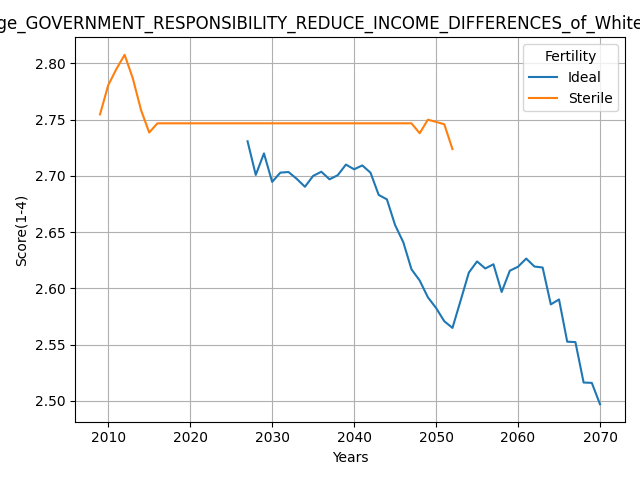 ge_GOVERNMENT_RESPONSIBILITY_REDUCE_INCOME_DIFFERENCES_of_White
Fertility
Ideal
Sterile
2.80
2.75
2.70
2.65
2.60
2.55
2.50
Score(1-4)
2010 2020 2030 2040 2050 2060 2070
Years